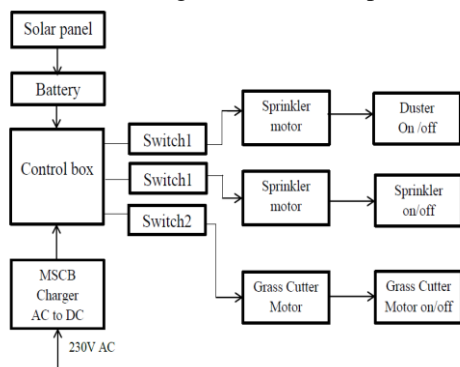 Solar panel
Battery
Control box
Switch1
Sprinkler
motor
Duster
On /off
Switch1
Sprinkler
motor
Sprinkler
on/off
Switch2
Grass Cutter
Motor
Grass Cutter
Motor on/off
MSCB
Charger
AC to DC
230V AC